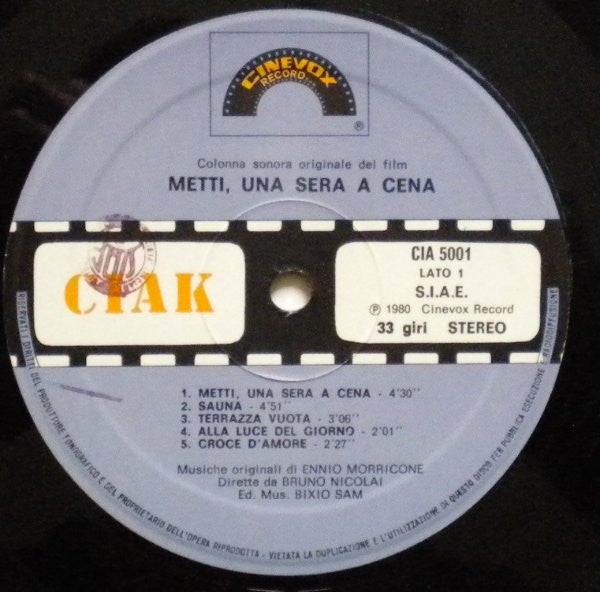 CINEVOX
RECORD
®
Colonna sonora originale del film
METTI, UNA SERA A CENA
CIAK
CIA 5001
LATO 1
S.I.A.E.
℗ 1980 Cinevox Record
33 giri STEREO
1. METTI, UNA SERA A CENA - 4'30''
2. SAUNA - 4'51''
3. TERRAZZA VUOTA - 3'06''
4. ALLA LUCE DEL GIORNO - 2'01''
5. CROCE D'AMORE - 2'27''
Musiche originali di ENNIO MORRICONE
Dirette da BRUNO NICOLAI
Ed. Mus. BIXIO SAM
RISERVATI I DIRITTI DEL PRODUTTORE FONOGRAFICO E DEL PROPRIETARIO DELL'OPERA RIPRODOTTA - VIETATA LA DUPLICAZIONE E L'UTILIZZAZIONE DI QUESTO DISCO PER PUBBLICA ESECUZIONE E RADIODIFFUSIONE